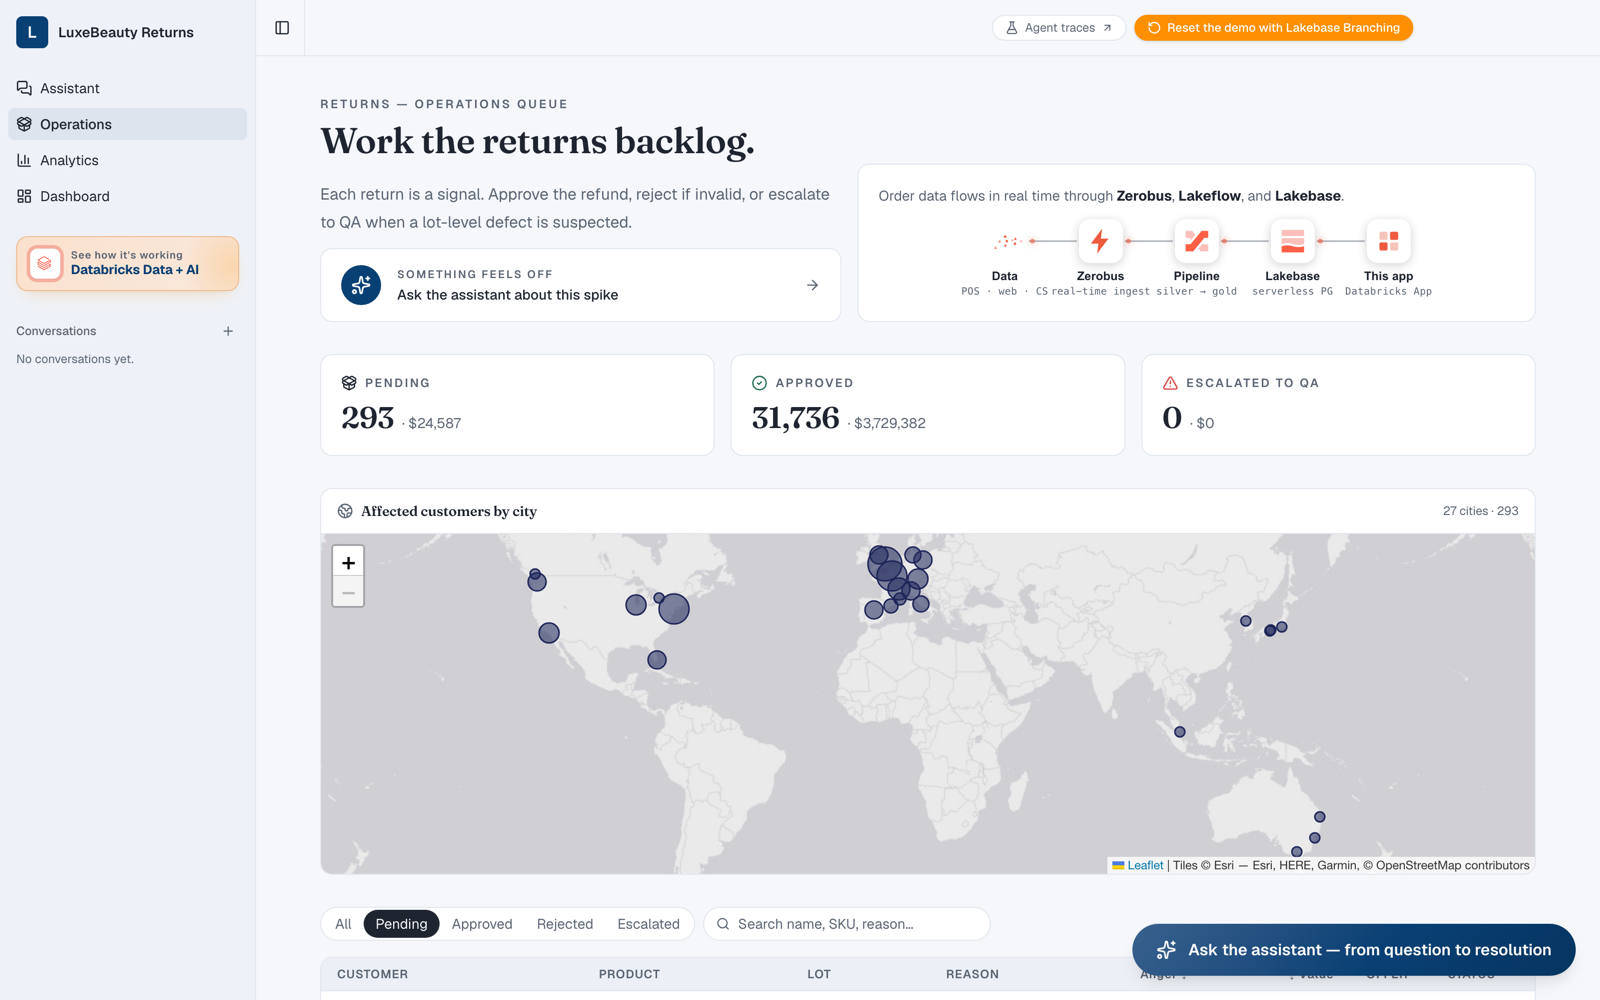 L
LuxeBeauty Returns
Assistant
Operations
Analytics
Dashboard
See how it's working
Databricks Data + AI
Conversations
No conversations yet.
Agent traces
Reset the demo with Lakebase Branching
RETURNS — OPERATIONS QUEUE
Work the returns backlog.
Each return is a signal. Approve the refund, reject if invalid, or escalate
to QA when a lot-level defect is suspected.
SOMETHING FEELS OFF
Ask the assistant about this spike
Order data flows in real time through Zerobus, Lakeflow, and Lakebase.
Data
POS · web · CS
Zerobus
real-time ingest
Pipeline
silver → gold
Lakebase
serverless PG
This app
Databricks App
PENDING
293 · $24,587
APPROVED
31,736 · $3,729,382
ESCALATED TO QA
0 · $0
Affected customers by city
27 cities · 293
+
−
Leaflet | Tiles © Esri — Esri, HERE, Garmin, © OpenStreetMap contributors
All
Pending
Approved
Rejected
Escalated
Search name, SKU, reason...
Ask the assistant — from question to resolution
CUSTOMER
PRODUCT
LOT
REASON
Anger
Value
OFFER
STATUS